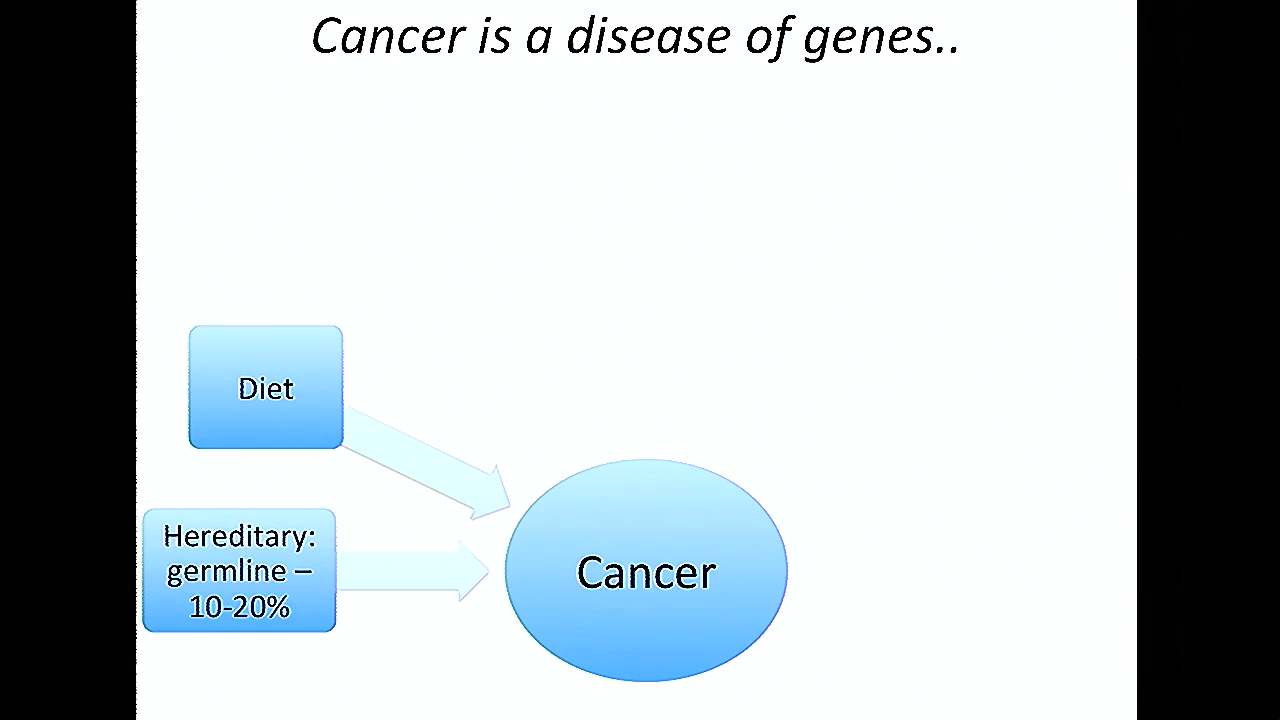 Cancer is a disease of genes..
Diet
Hereditary:
germline –
10-20%
Cancer